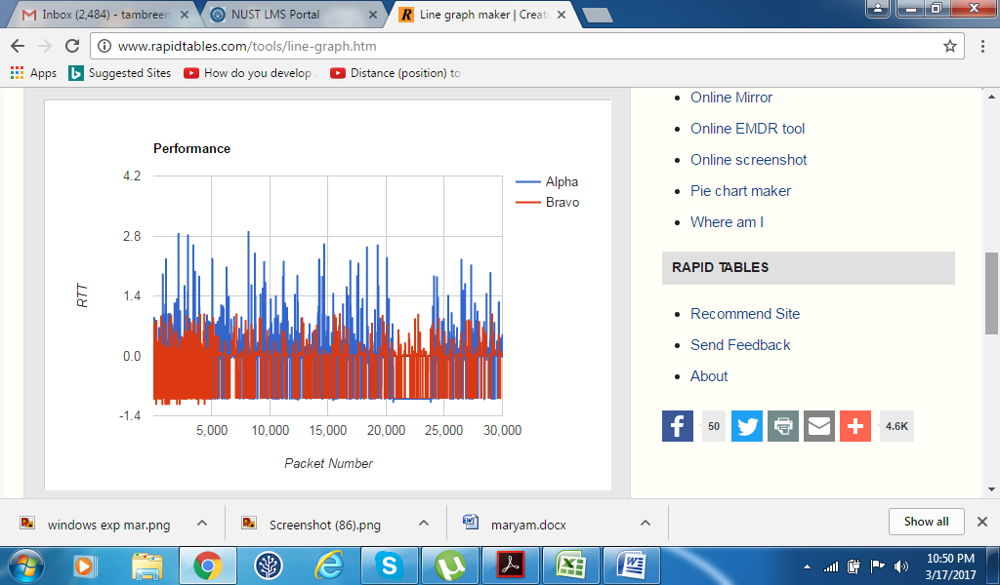 Inbox (2,484) - tambreen
NUST LMS Portal
Line graph maker | Create
www.rapidtables.com/tools/line-graph.htm
Apps
Suggested Sites
How do you develop
Distance (position) to
Performance
4.2
2.8
1.4
0.0
-1.4
RTT
5,000
10,000
15,000
20,000
25,000
30,000
Packet Number
Alpha
Bravo
Online Mirror
Online EMDR tool
Online screenshot
Pie chart maker
Where am I
RAPID TABLES
Recommend Site
Send Feedback
About
50
4.6K
windows exp mar.png
Screenshot (86).png
maryam.docx
Show all
10:50 PM
3/17/2017